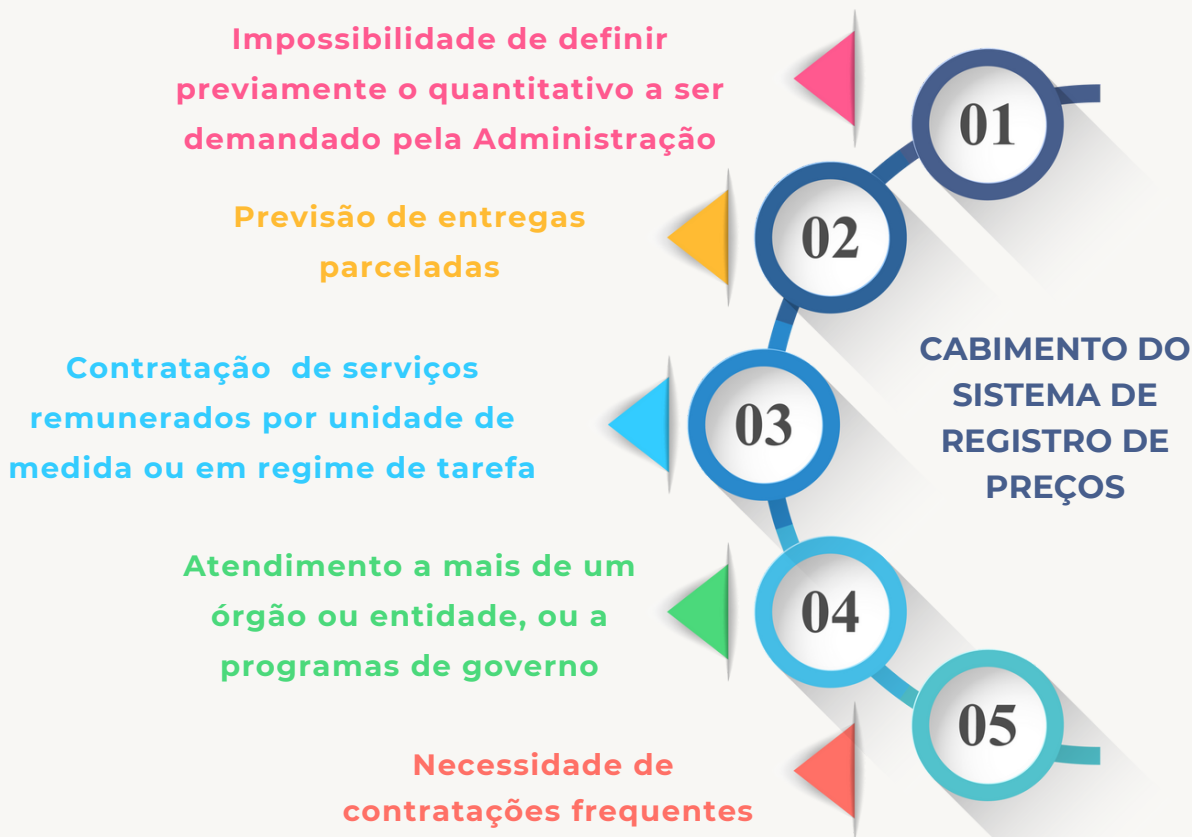 Impossibilidade de definir
previamente o quantitativo a ser
demandado pela Administração
01
Previsão de entregas
parceladas
02
Contratação de serviços
remunerados por unidade de
medida ou em regime de tarefa
03
CABIMENTO DO
SISTEMA DE
REGISTRO DE
PREÇOS
Atendimento a mais de um
órgão ou entidade, ou a
programas de governo
04
Necessidade de
contratações frequentes
05